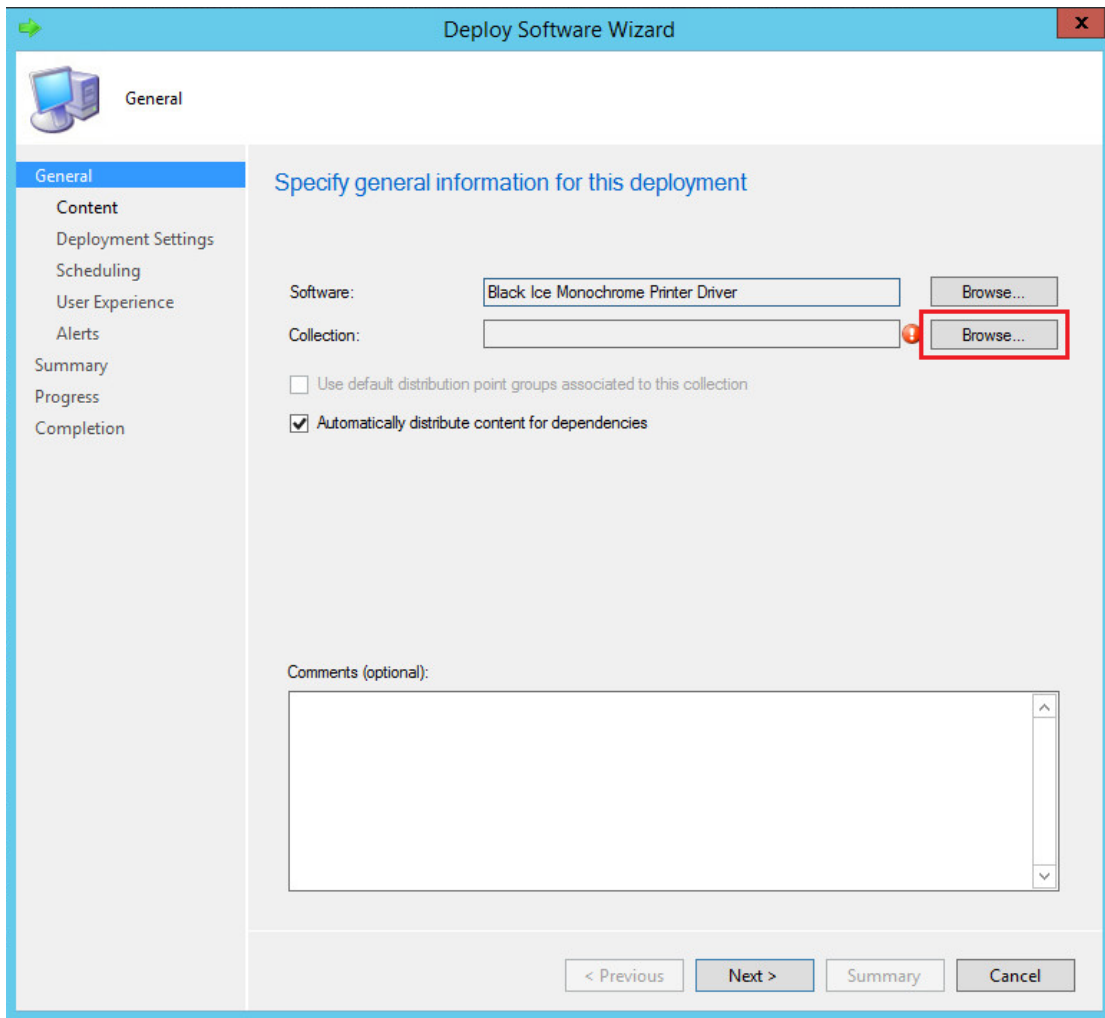 Deploy Software Wizard
x
General
General
Content
Deployment Settings
Scheduling
User Experience
Alerts
Summary
Progress
Completion
Specify general information for this deployment
Software: Black Ice Monochrome Printer Driver Browse...
Collection: ! Browse...
Use default distribution point groups associated to this collection
Automatically distribute content for dependencies
Comments (optional):
< Previous Next > Summary Cancel